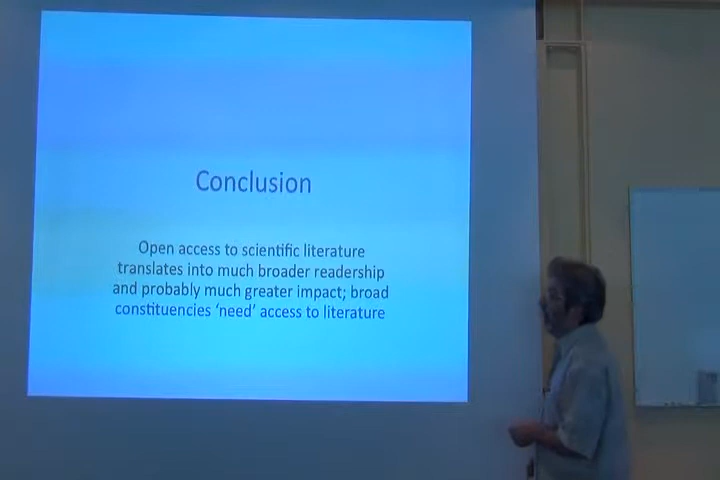 Conclusion
Open access to scientific literature
translates into much broader readership
and probably much greater impact; broad
constituencies ‘need’ access to literature